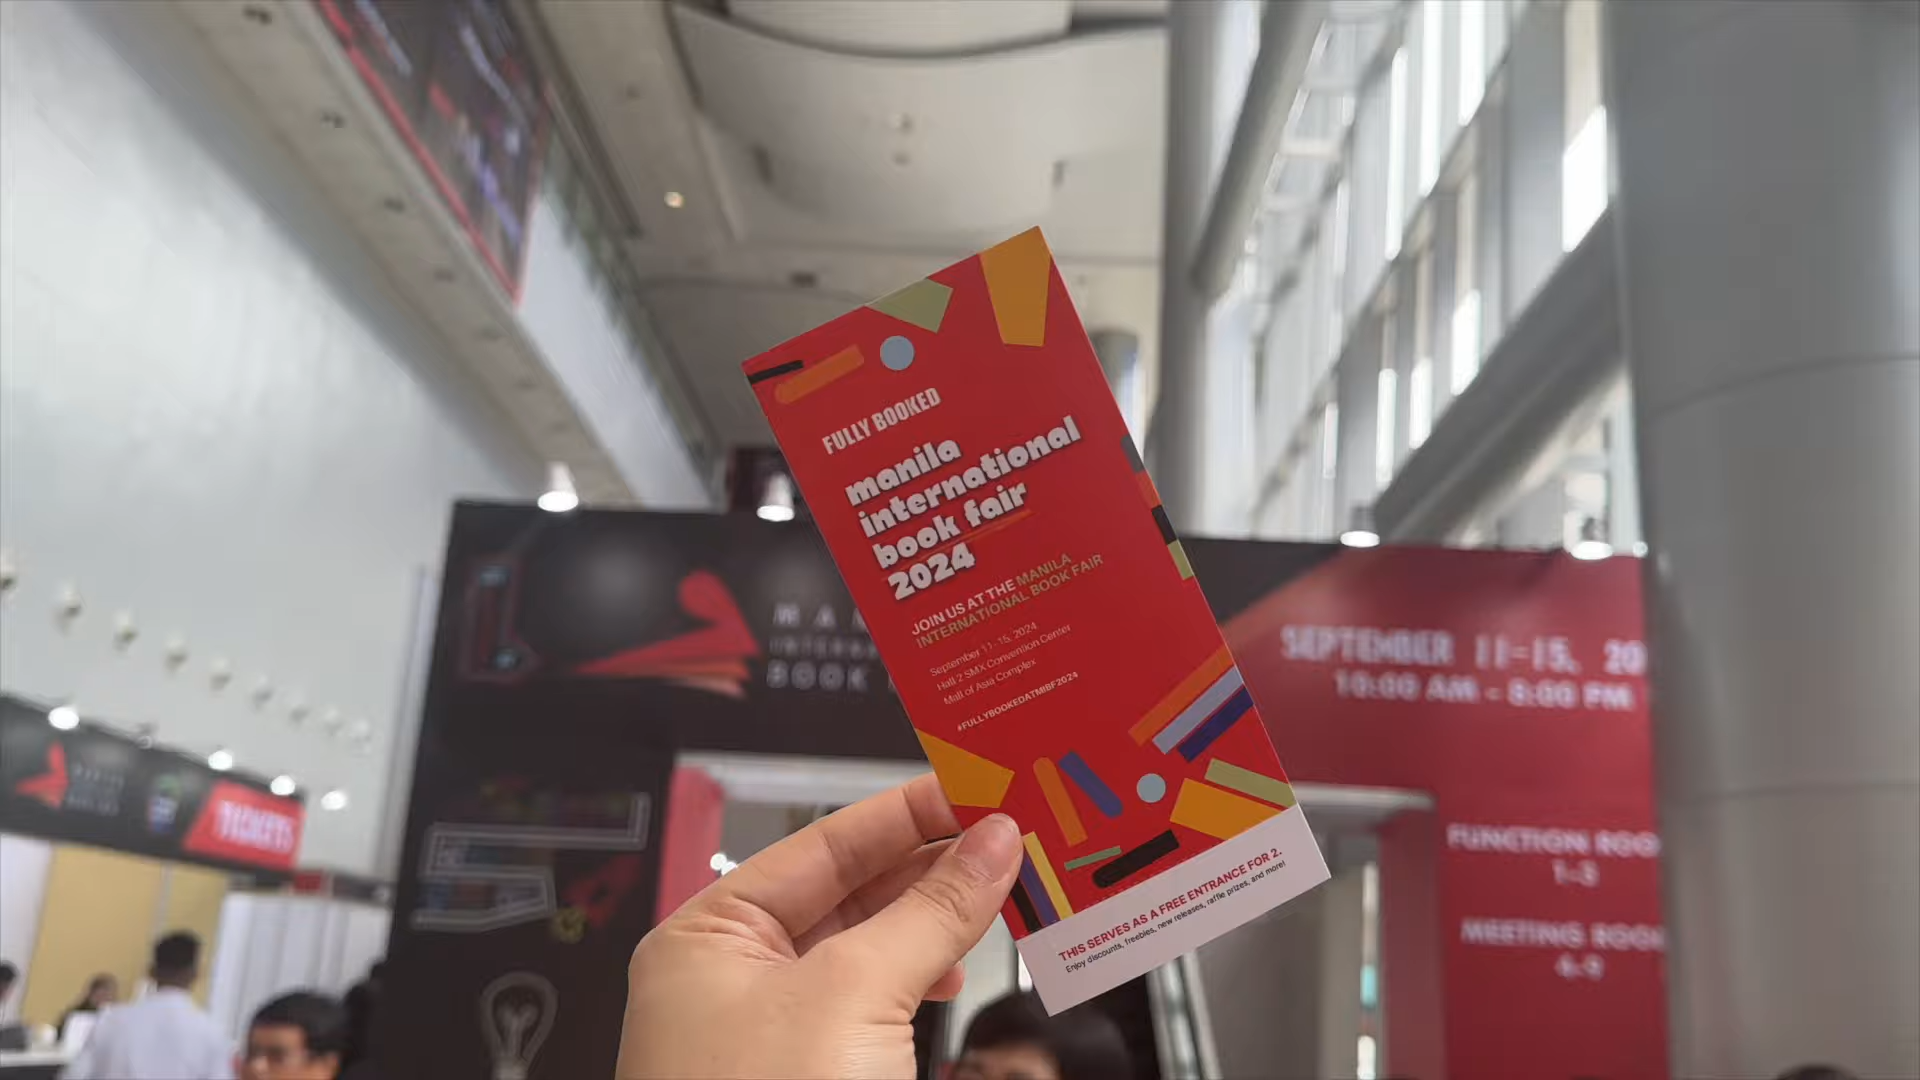 FULLY BOOKED
manila
international
book fair
2024
JOIN US AT THE MANILA
INTERNATIONAL BOOK FAIR
September 11-15, 2024
Hall 2 SMX Convention Center
Mall of Asia Complex
#FULLYBOOKEDATMIBF2024
THIS SERVES AS A FREE ENTRANCE FOR 2.
Enjoy discounts, freebies, new releases, raffle prizes, and more!
BOOK
SEPTEMBER 11-15, 20
10:00 AM - 8:00 PM
FUNCTION ROO
1-3
MEETING ROO
TICKETS